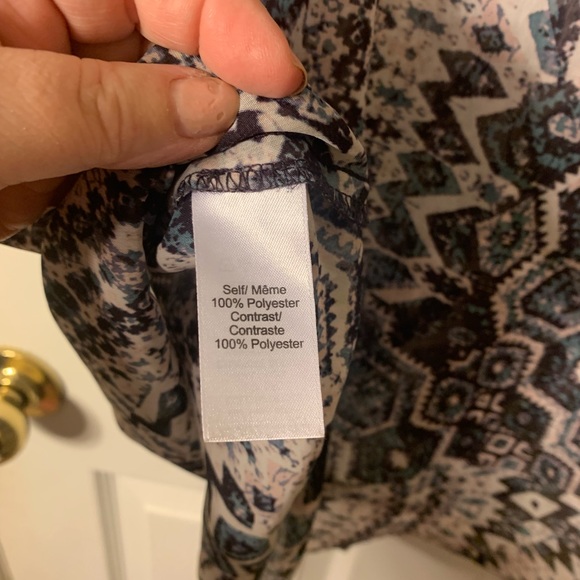 Self/ Même
100% Polyester
Contrast/
Contraste
100% Polyester